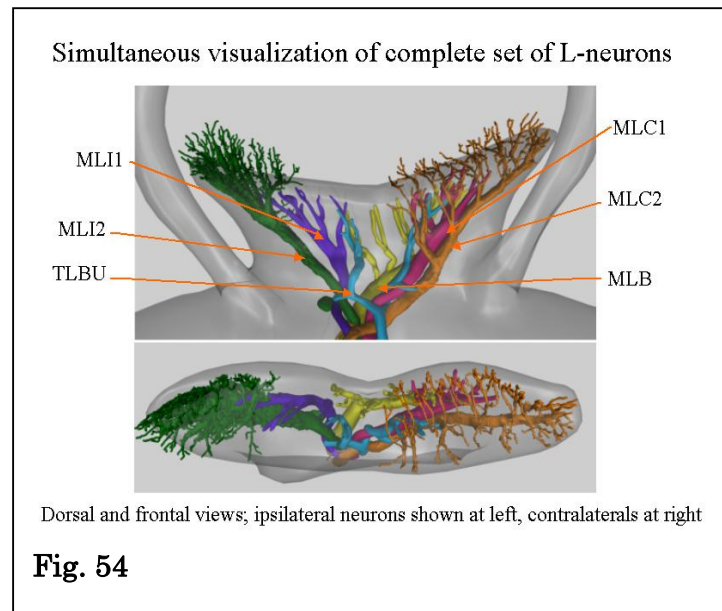 Simultaneous visualization of complete set of L-neurons
MLI1
MLI2
TLBU
MLC1
MLC2
MLB
Dorsal and frontal views; ipsilateral neurons shown at left, contralaterals at right
Fig. 54